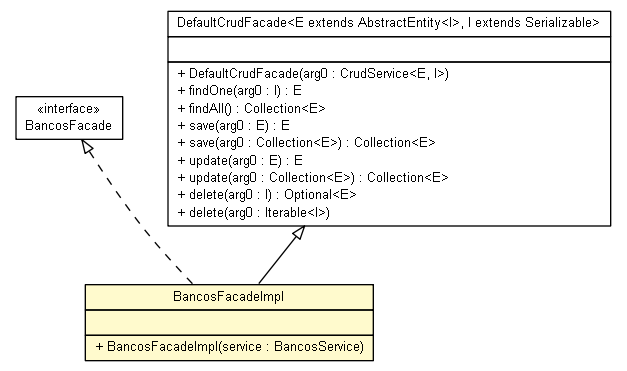 DefaultCrudFacade<E extends AbstractEntity<I>, I extends Serializable>
+ DefaultCrudFacade(arg0 : CrudService<E, I>)
+ findOne(arg0 : I) : E
+ findAll() : Collection<E>
+ save(arg0 : E) : E
+ save(arg0 : Collection<E>) : Collection<E>
+ update(arg0 : E) : E
+ update(arg0 : Collection<E>) : Collection<E>
+ delete(arg0 : I) : Optional<E>
+ delete(arg0 : Iterable<I>)
«interface»
BancosFacade
BancosFacadeImpl
+ BancosFacadeImpl(service : BancosService)